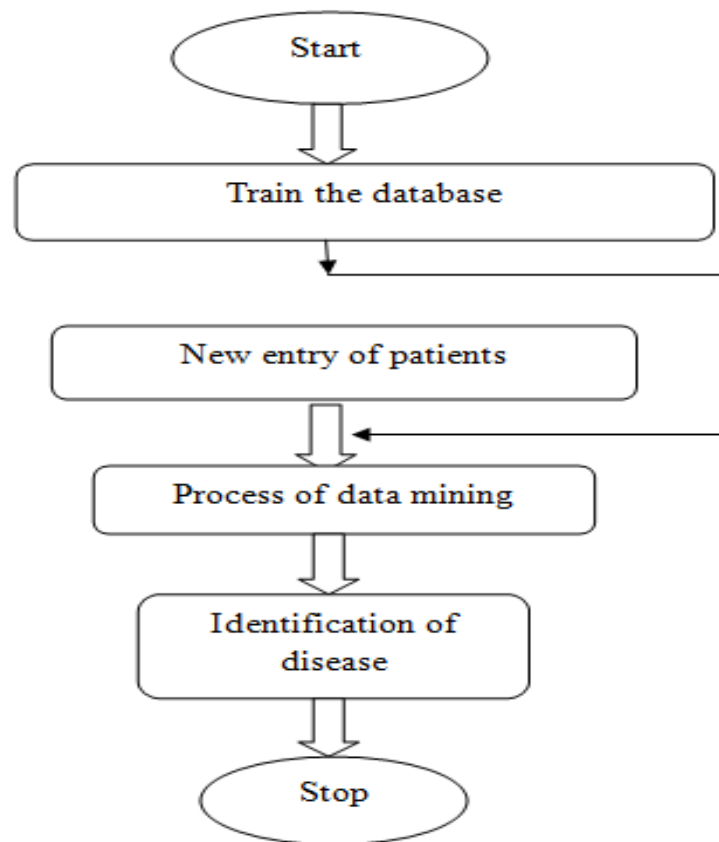 Start
Train the database
New entry of patients
Process of data mining
Identification of
disease
Stop